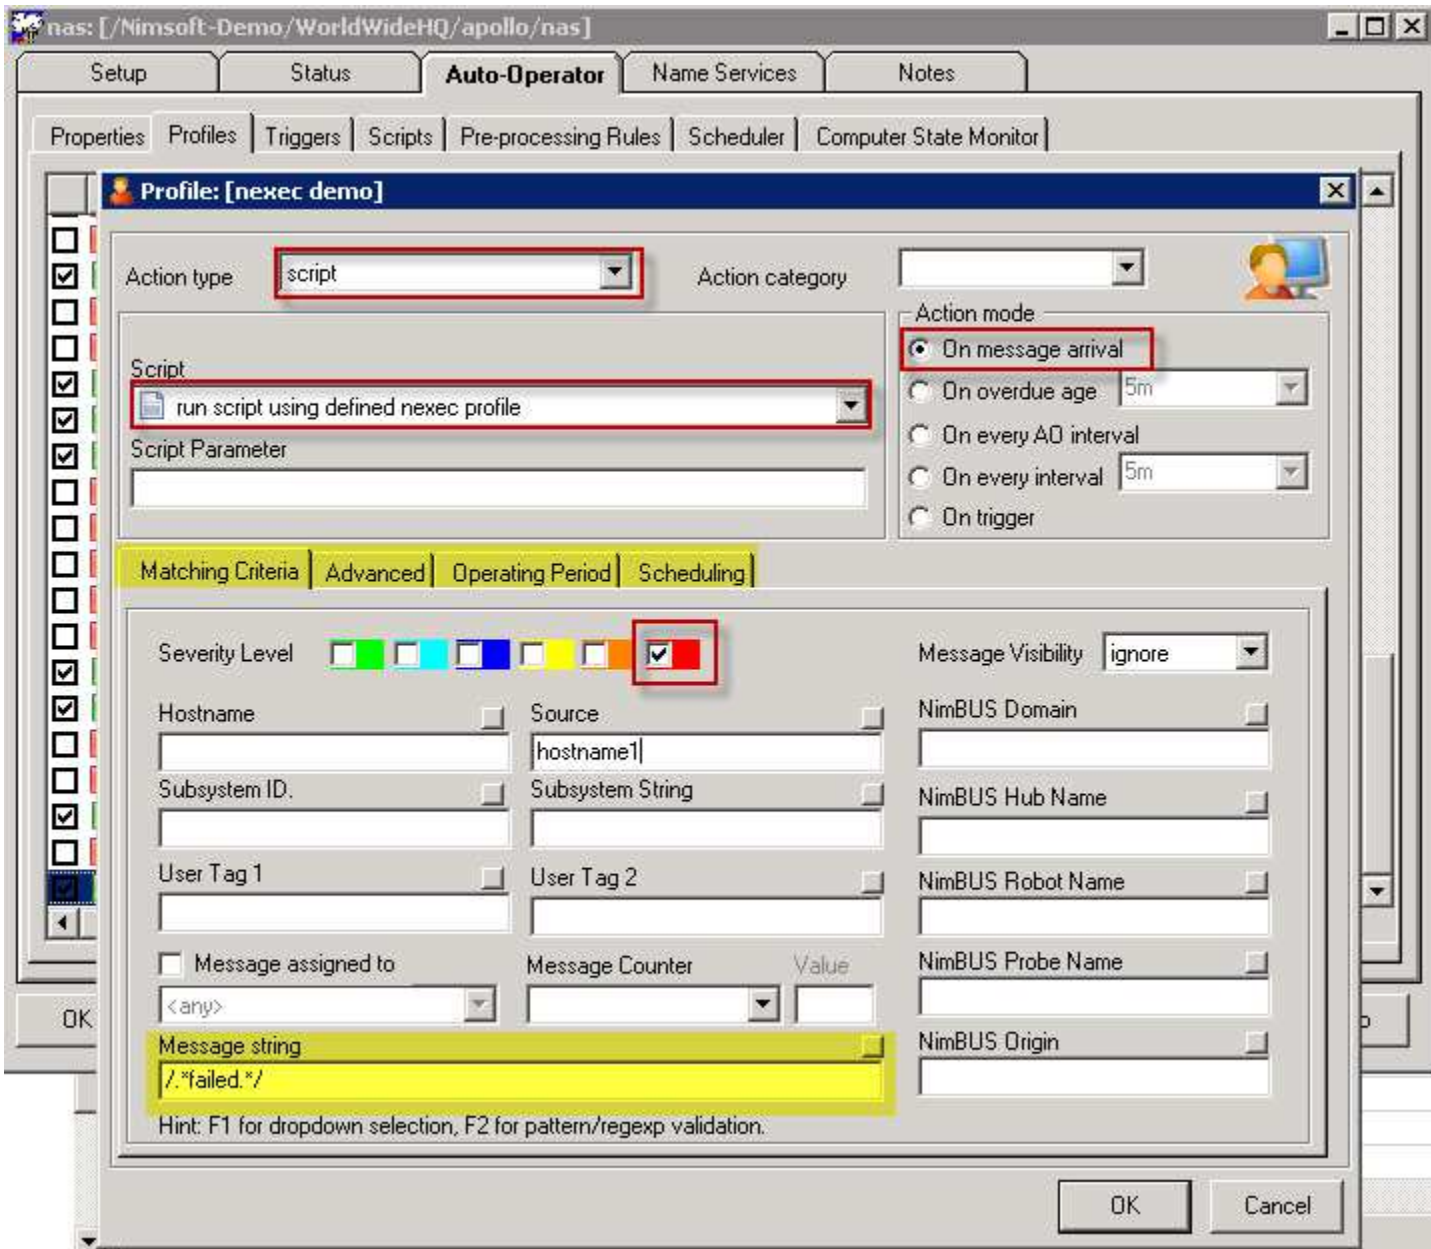 nas: [/Nimsoft-Demo/WorldWideHQ/apollo/nas]
Setup Status Auto-Operator Name Services Notes
Properties Profiles Triggers Scripts Pre-processing Rules Scheduler Computer State Monitor
Profile: [nexec demo]
Action type script Action category
Action mode
On message arrival
Script
run script using defined nexec profile
On overdue age 5m
On every AO interval
Script Parameter
On every interval 5m
On trigger
Matching Criteria Advanced Operating Period Scheduling
Severity Level Message Visibility ignore
Hostname Source NimBUS Domain
hostname1
Subsystem ID. Subsystem String NimBUS Hub Name
User Tag 1 User Tag 2 NimBUS Robot Name
Message assigned to Message Counter Value NimBUS Probe Name
<any>
OK
Message string NimBUS Origin
/.*failed.*/
Hint: F1 for dropdown selection, F2 for pattern/regexp validation.
OK Cancel